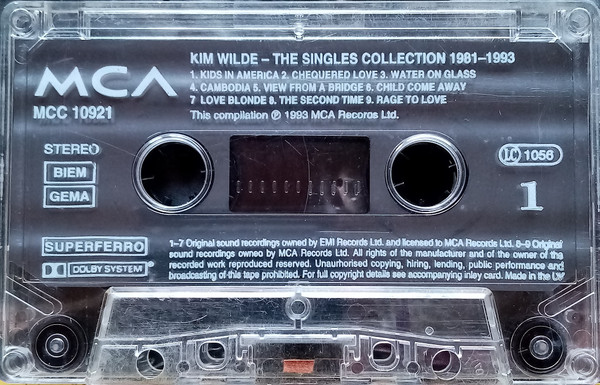 KIM WILDE – THE SINGLES COLLECTION 1981–1993
1. KIDS IN AMERICA 2. CHEQUERED LOVE 3. WATER ON GLASS
4. CAMBODIA 5. VIEW FROM A BRIDGE 6. CHILD COME AWAY
7 LOVE BLONDE 8. THE SECOND TIME 9. RAGE TO LOVE
This compilation ℗ 1993 MCA Records Ltd.
MCA
MCC 10921
STEREO
BIEM
GEMA
LC 1056
1
SUPERFERRO
DOLBY SYSTEM
1–7 Original sound recordings owned by EMI Records Ltd. and licensed to MCA Records Ltd. 8–9 Original
sound recordings owned by MCA Records Ltd. All rights of the manufacturer and of the owner of the
recorded work reproduced reserved. Unauthorised copying, hiring, lending, public performance and
broadcasting of this tape prohibited. For full copyright details see accompanying inlay card. Made in the UK